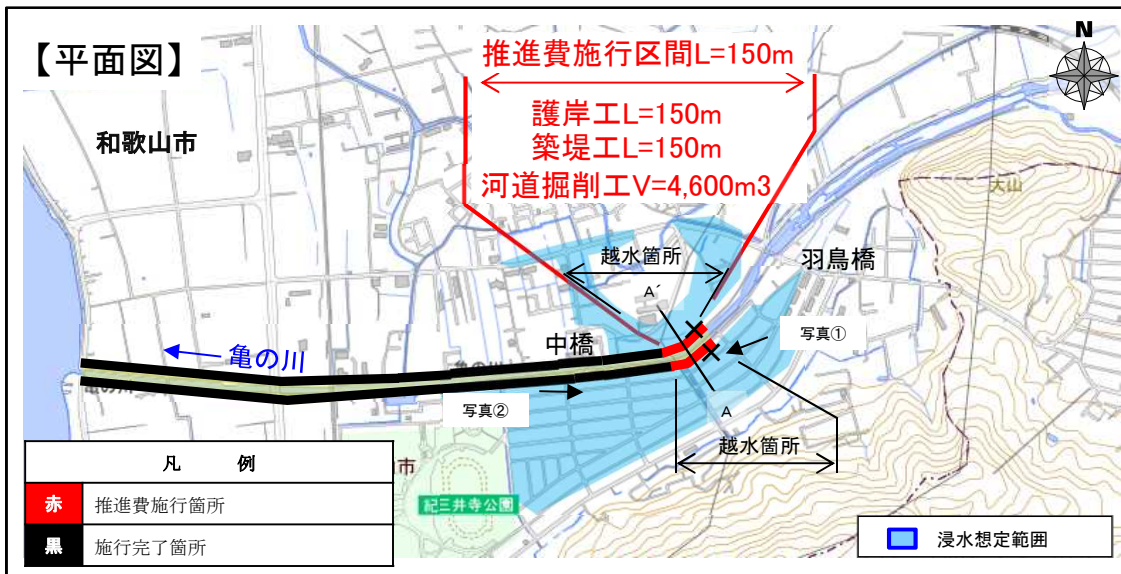 【平面図】
N
推進費施行区間L=150m
護岸工L=150m
築堤工L=150m
河道掘削工V=4,600m3
和歌山市
大山
羽鳥橋
越水箇所
A´
写真①
中橋
亀の川
亀の川
写真②
A
越水箇所
市
紀三井寺公園
凡 例
赤 推進費施行箇所
黒 施行完了箇所
浸水想定範囲